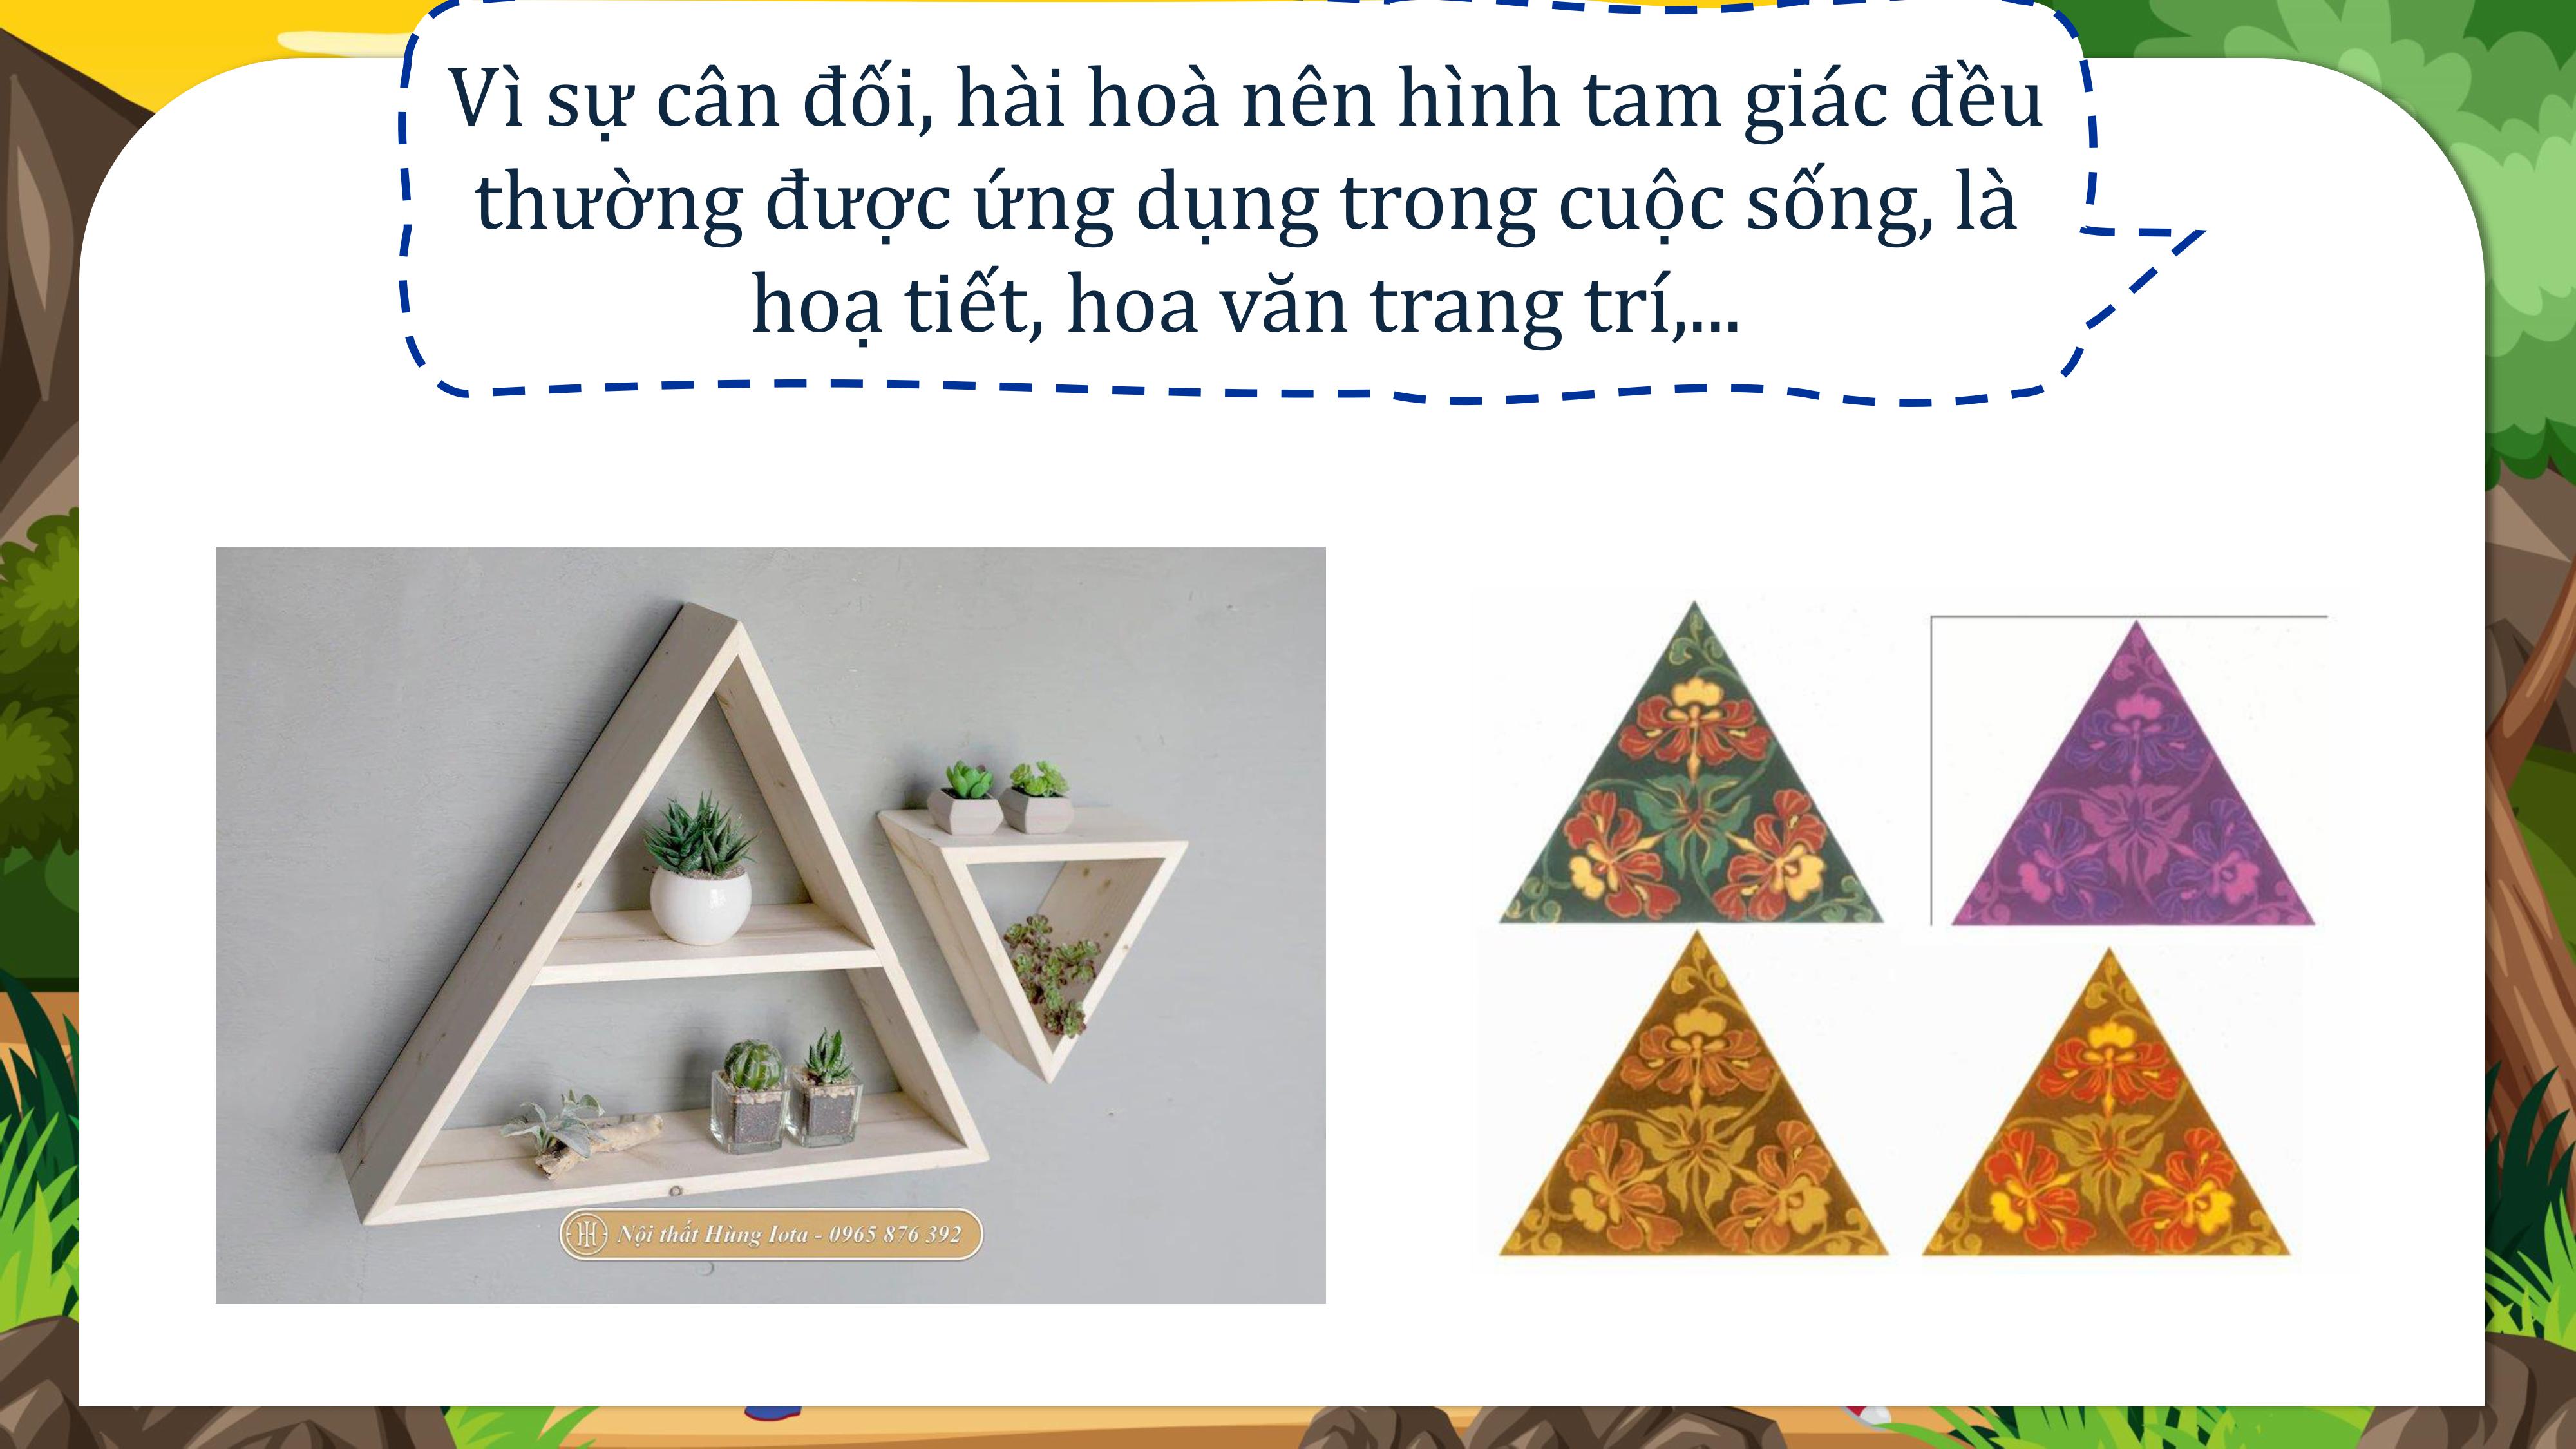 Vì sự cân đối, hài hoà nên hình tam giác đều
thường được ứng dụng trong cuộc sống, là
hoạ tiết, hoa văn trang trí,...
Nội thất Hùng Iota - 0965 876 392